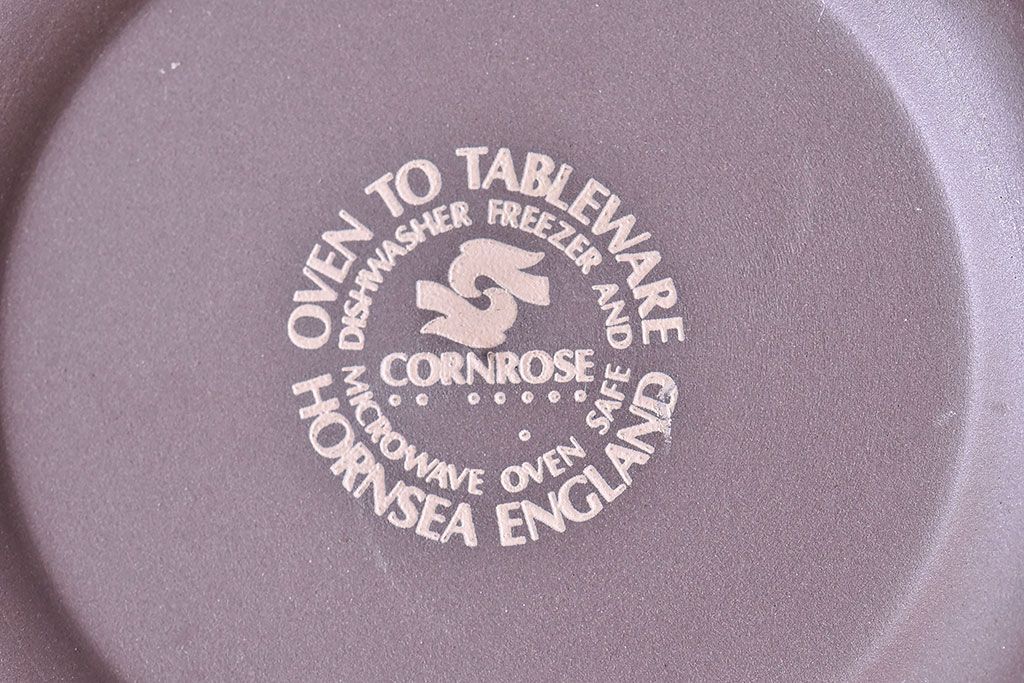 OVEN TO TABLEWARE
DISHWASHER FREEZER AND
CORNROSE
MICROWAVE OVEN SAFE
HORNSEA ENGLAND